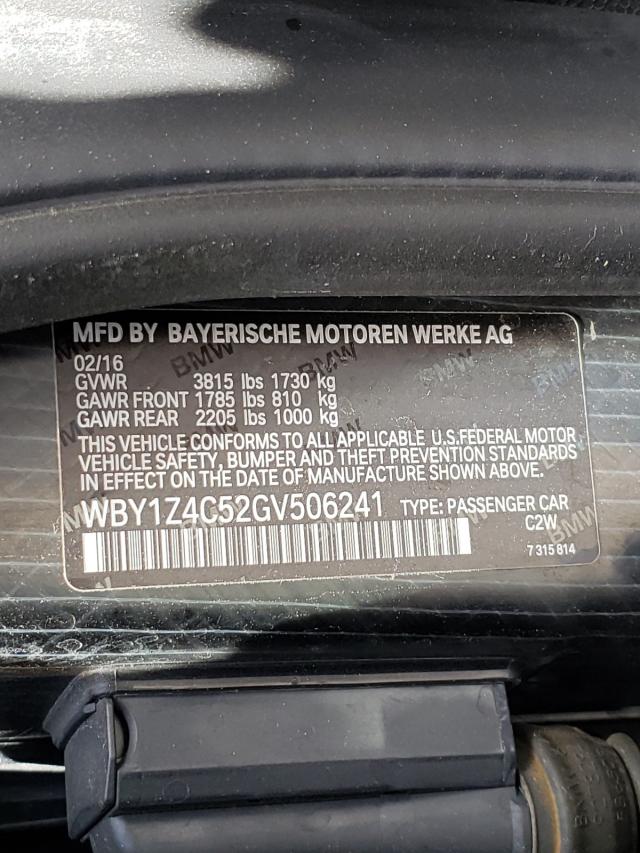 MFD BY BAYERISCHE MOTOREN WERKE AG
02/16
GVWR 3815 lbs 1730 kg
GAWR FRONT 1785 lbs 810 kg
GAWR REAR 2205 lbs 1000 kg
THIS VEHICLE CONFORMS TO ALL APPLICABLE U.S.FEDERAL MOTOR
VEHICLE SAFETY, BUMPER AND THEFT PREVENTION STANDARDS
IN EFFECT ON THE DATE OF MANUFACTURE SHOWN ABOVE.
WBY1Z4C52GV506241 TYPE: PASSENGER CAR
C2W
7 315 814
BMW